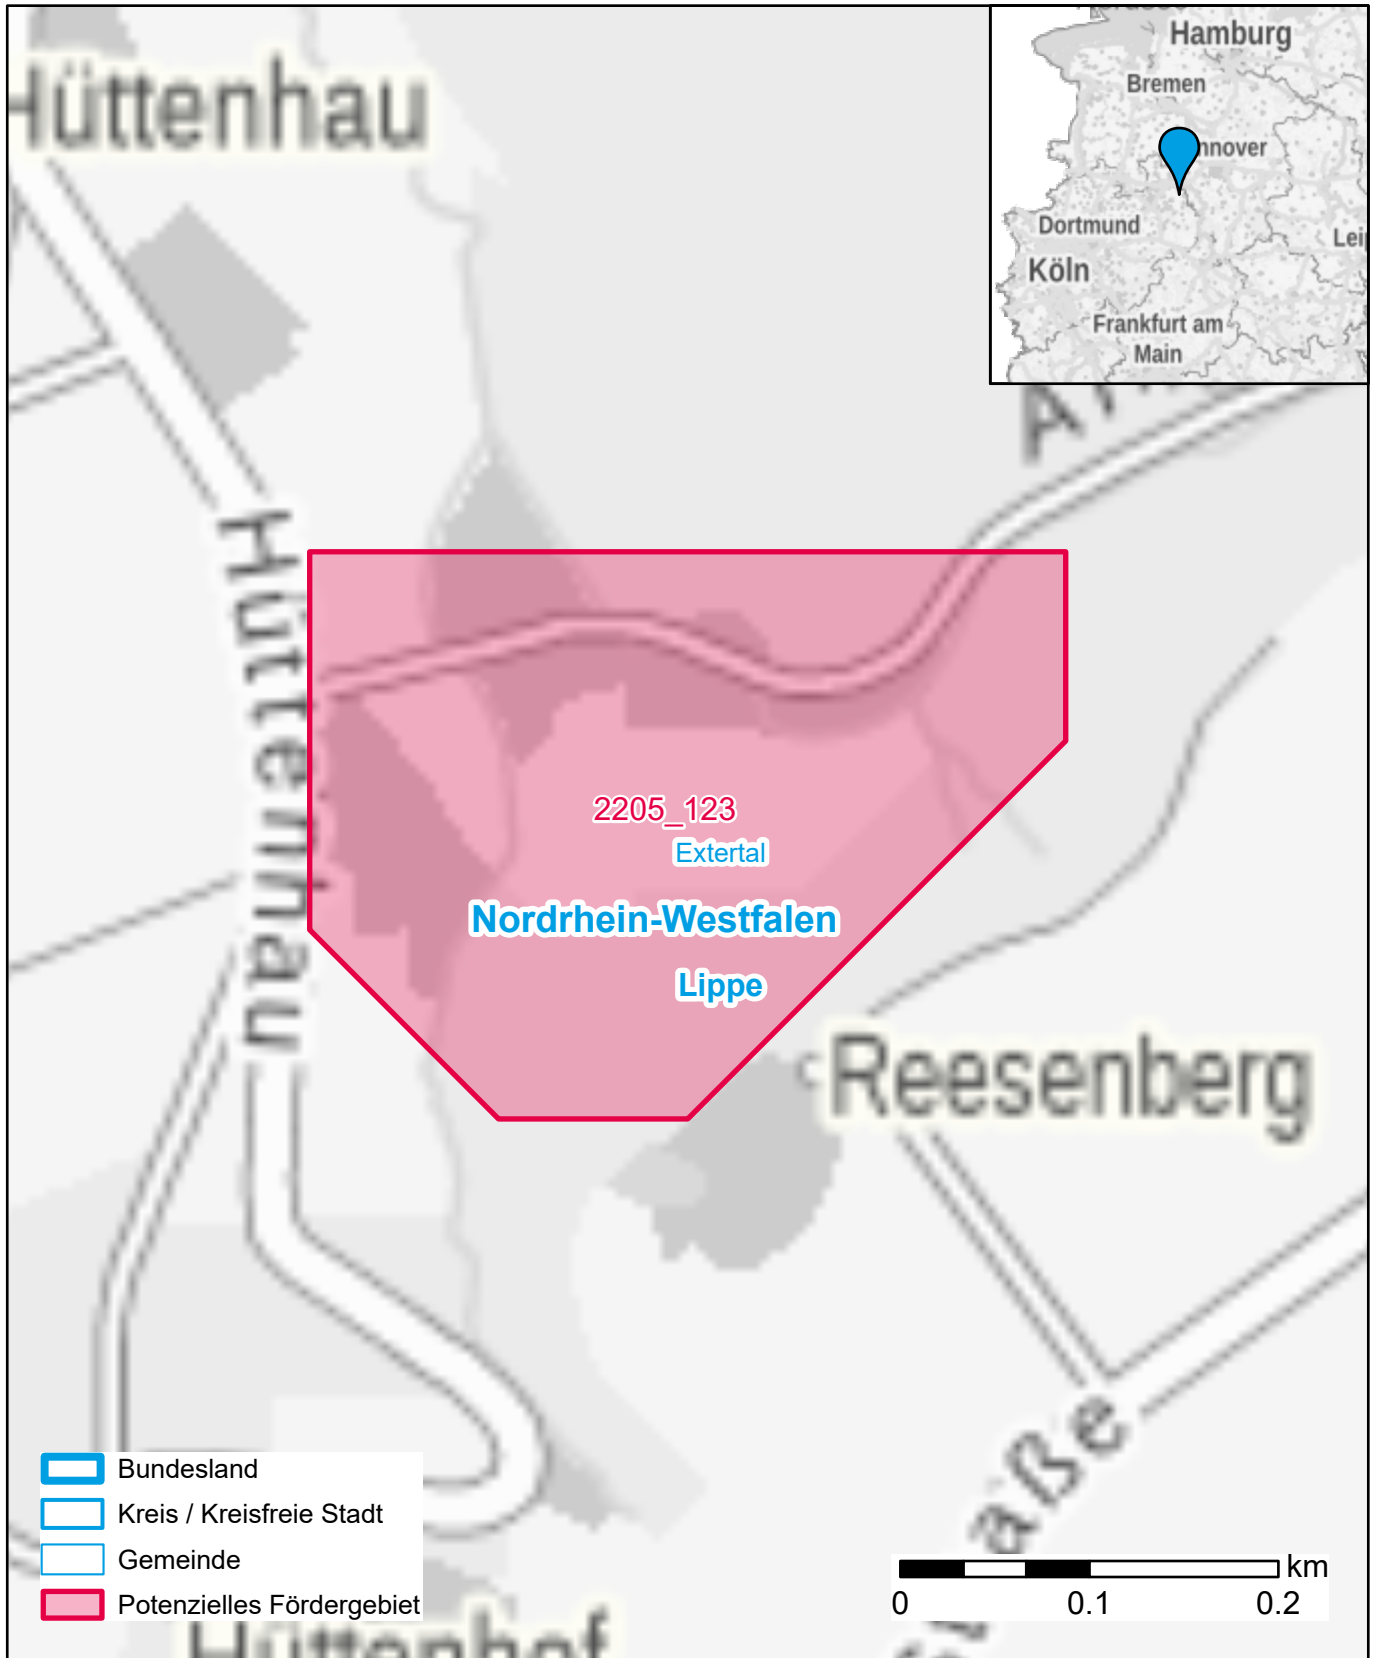 Hüttenhau
Hamburg
Bremen
nnover
Dortmund
Köln
Lei
Frankfurt am
Main
Hüttenhau
2205_123
Extertal
Nordrhein-Westfalen
Lippe
Reesenberg
aße
Bundesland
Kreis / Kreisfreie Stadt
Gemeinde
Potenzielles Fördergebiet
km
0 0.1 0.2
Hüttenhof